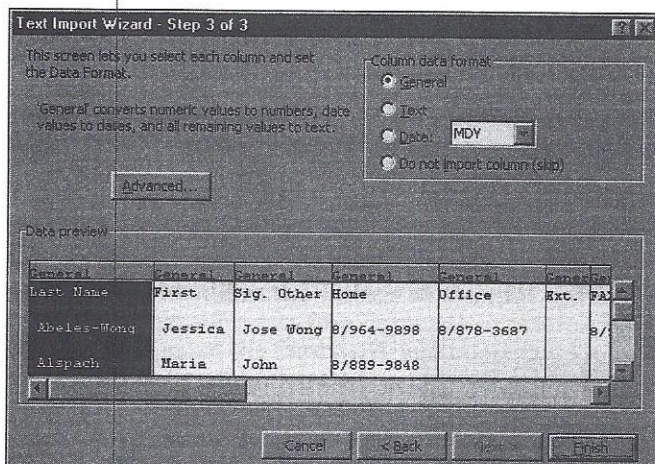 Text Import Wizard - Step 3 of 3
This screen lets you select each column and set
the Data Format.
'General' converts numeric values to numbers, date
values to dates, and all remaining values to text.
Advanced...
Column data format
General
Text
Date: MDY
Do not import column (skip)
Data preview
General General General General General General
Last Name First Sig. Other Home Office Ext. FA
Abeles-Wong Jessica Jose Wong 8/964-9898 8/878-3687 8/
Alspach Maria John 8/889-9848
Cancel < Back Next > Finish